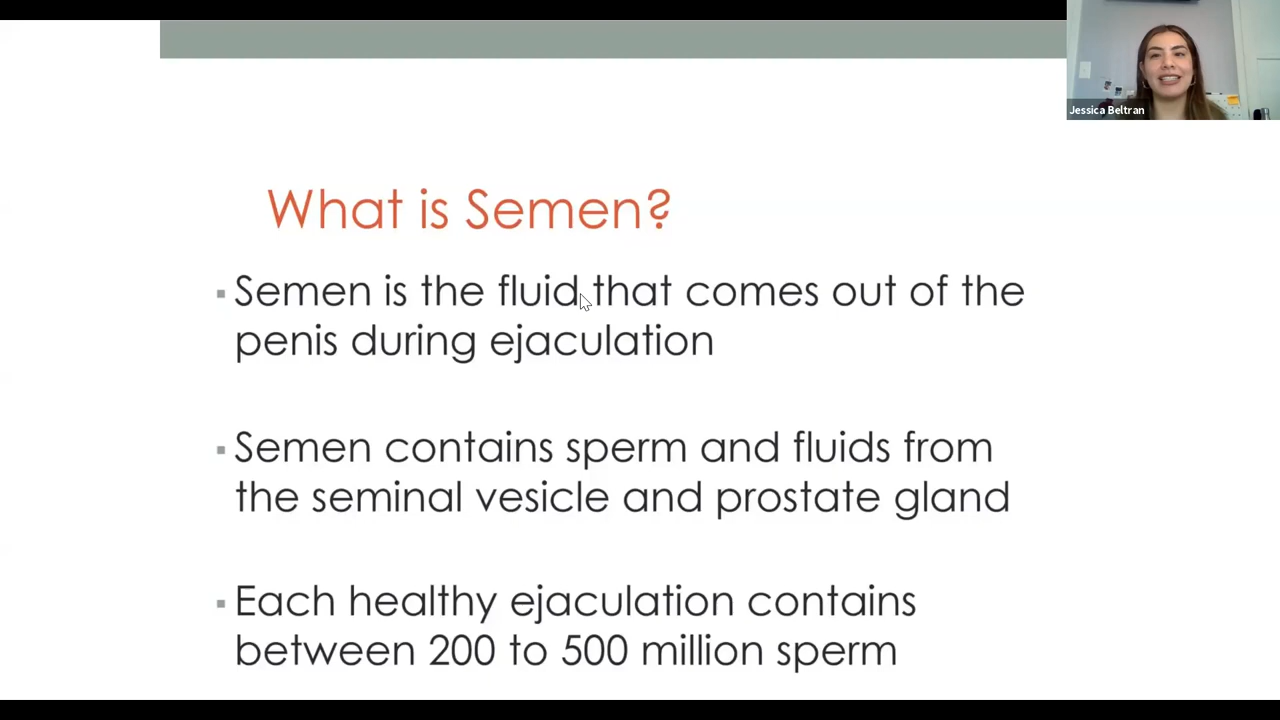 Jessica Beltran
What is Semen?
▪ Semen is the fluid that comes out of the
penis during ejaculation
▪ Semen contains sperm and fluids from
the seminal vesicle and prostate gland
▪ Each healthy ejaculation contains
between 200 to 500 million sperm